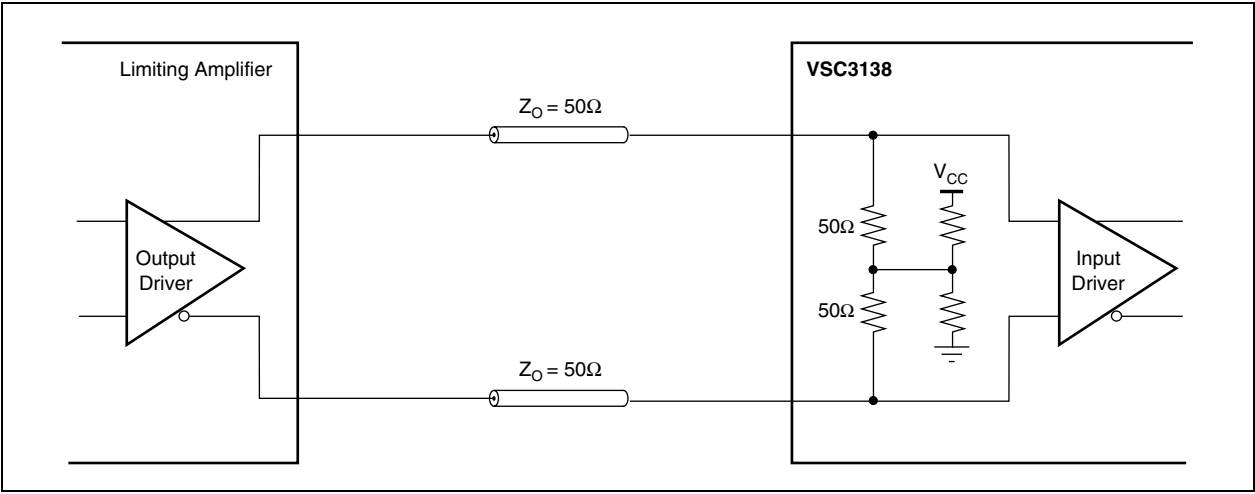 Limiting Amplifier
VSC3138
Z_O = 50Ω
V_CC
50Ω
Output
Driver
Input
Driver
50Ω
Z_O = 50Ω